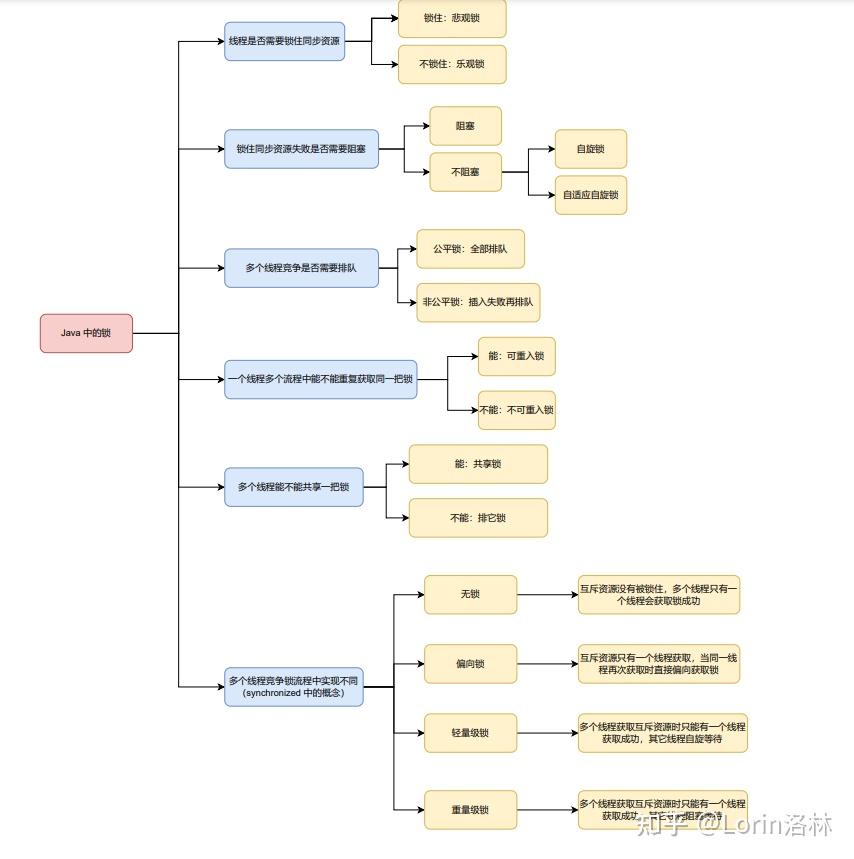 锁住：悲观锁
线程是否需要锁住同步资源
不锁住：乐观锁
阻塞
锁住同步资源失败是否需要阻塞
自旋锁
不阻塞
自适应自旋锁
公平锁：全部排队
多个线程竞争是否需要排队
非公平锁：插入失败再排队
Java 中的锁
能：可重入锁
一个线程多个流程中能不能重复获取同一把锁
不能：不可重入锁
能：共享锁
多个线程能不能共享一把锁
不能：排它锁
无锁
互斥资源没有被锁住，多个线程只有一
个线程会获取锁成功
偏向锁
互斥资源只有一个线程获取，当同一线
程再次获取时直接偏向获取锁
多个线程竞争锁流程中实现不同
（synchronized 中的概念）
轻量级锁
多个线程获取互斥资源时只能有一个线程
获取成功，其它线程自旋等待
重量级锁
多个线程获取互斥资源时只能有一个线程
获取成功，其它线程阻塞等待
知乎 @Lorin洛林